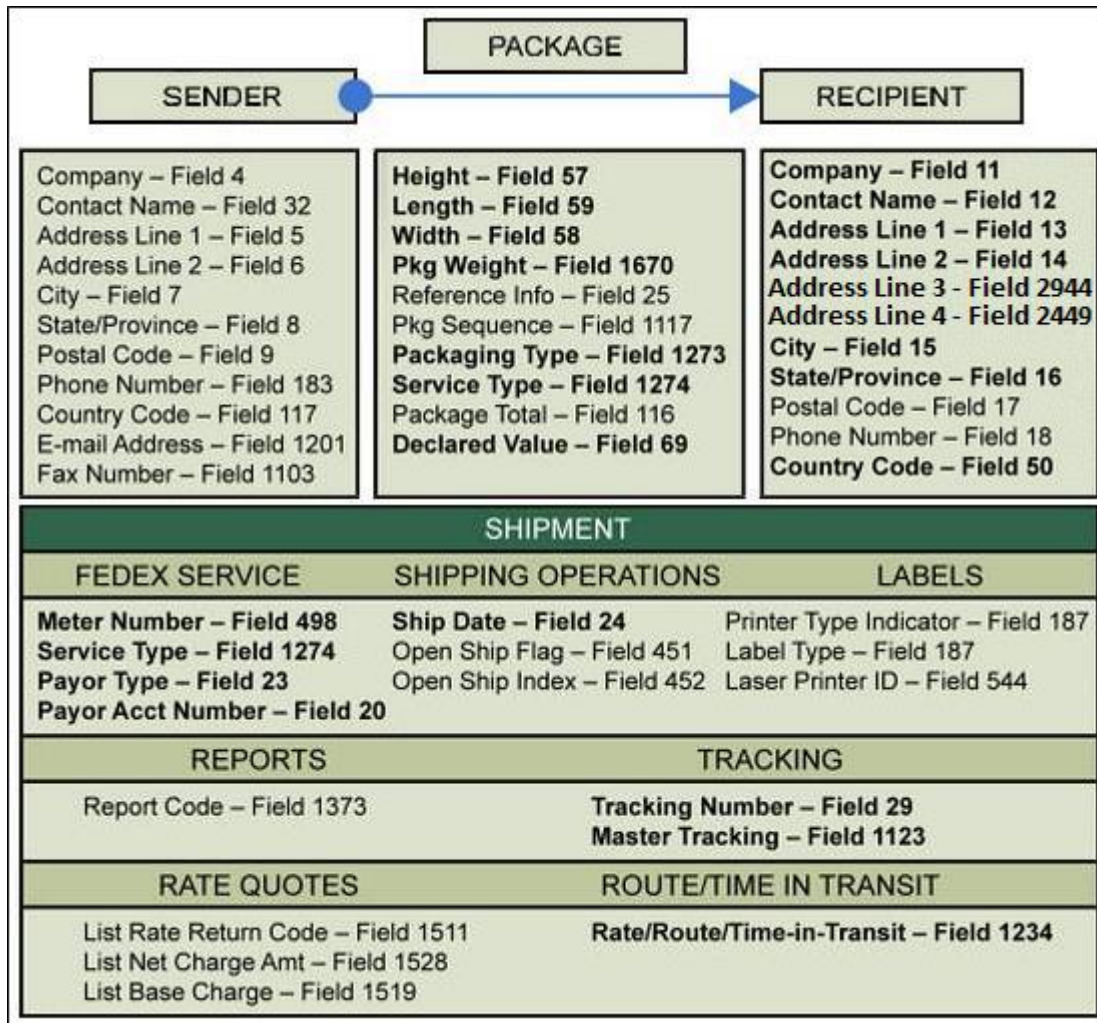 PACKAGE
SENDER
RECIPIENT
Company – Field 4
Contact Name – Field 32
Address Line 1 – Field 5
Address Line 2 – Field 6
City – Field 7
State/Province – Field 8
Postal Code – Field 9
Phone Number – Field 183
Country Code – Field 117
E-mail Address – Field 1201
Fax Number – Field 1103
Height – Field 57
Length – Field 59
Width – Field 58
Pkg Weight – Field 1670
Reference Info – Field 25
Pkg Sequence – Field 1117
Packaging Type – Field 1273
Service Type – Field 1274
Package Total – Field 116
Declared Value – Field 69
Company – Field 11
Contact Name – Field 12
Address Line 1 – Field 13
Address Line 2 – Field 14
Address Line 3 - Field 2944
Address Line 4 - Field 2449
City – Field 15
State/Province – Field 16
Postal Code – Field 17
Phone Number – Field 18
Country Code – Field 50
SHIPMENT
FEDEX SERVICE
Meter Number – Field 498
Service Type – Field 1274
Payor Type – Field 23
Payor Acct Number – Field 20
SHIPPING OPERATIONS
Ship Date – Field 24
Open Ship Flag – Field 451
Open Ship Index – Field 452
LABELS
Printer Type Indicator – Field 187
Label Type – Field 187
Laser Printer ID – Field 544
REPORTS
Report Code – Field 1373
TRACKING
Tracking Number – Field 29
Master Tracking – Field 1123
RATE QUOTES
List Rate Return Code – Field 1511
List Net Charge Amt – Field 1528
List Base Charge – Field 1519
ROUTE/TIME IN TRANSIT
Rate/Route/Time-in-Transit – Field 1234